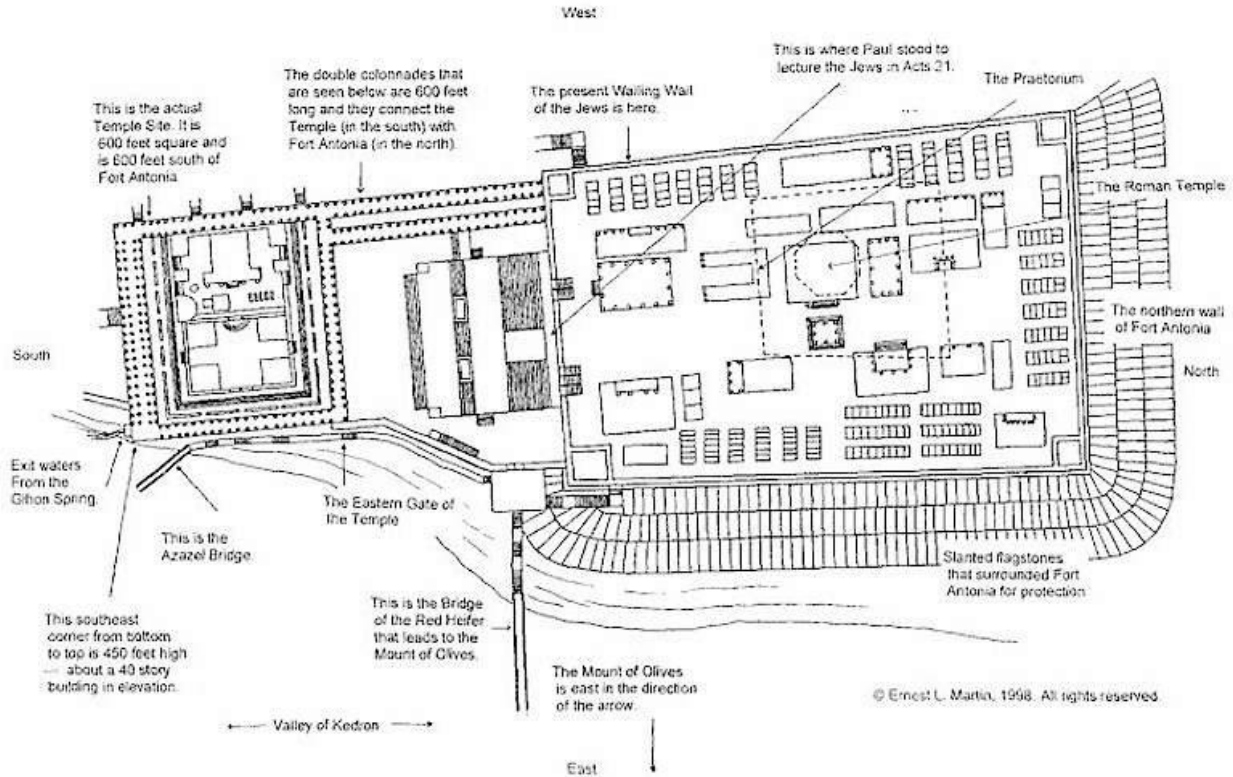 West
This is where Paul stood to
lecture the Jews in Acts 21.
The Praetorium
The double colonnades that
are seen below are 600 feet
long and they connect the
Temple (in the south) with
Fort Antonia (in the north).
The present Wailing Wall
of the Jews is here.
This is the actual
Temple Site. It is
600 feet square and
is 600 feet south of
Fort Antonia
The Roman Temple
The northern wall
of Fort Antonia
South
North
Exit waters
From the
Gihon Spring.
The Eastern Gate of
the Temple
This is the
Azazel Bridge.
Slanted flagstones
that surrounded Fort
Antonia for protection
This southeast
corner from bottom
to top is 450 feet high
— about a 40 story
building in elevation.
This is the Bridge
of the Red Heifer
that leads to the
Mount of Olives.
The Mount of Olives
is east in the direction
of the arrow.
© Ernest L. Martin, 1998. All rights reserved.
Valley of Kedron
East